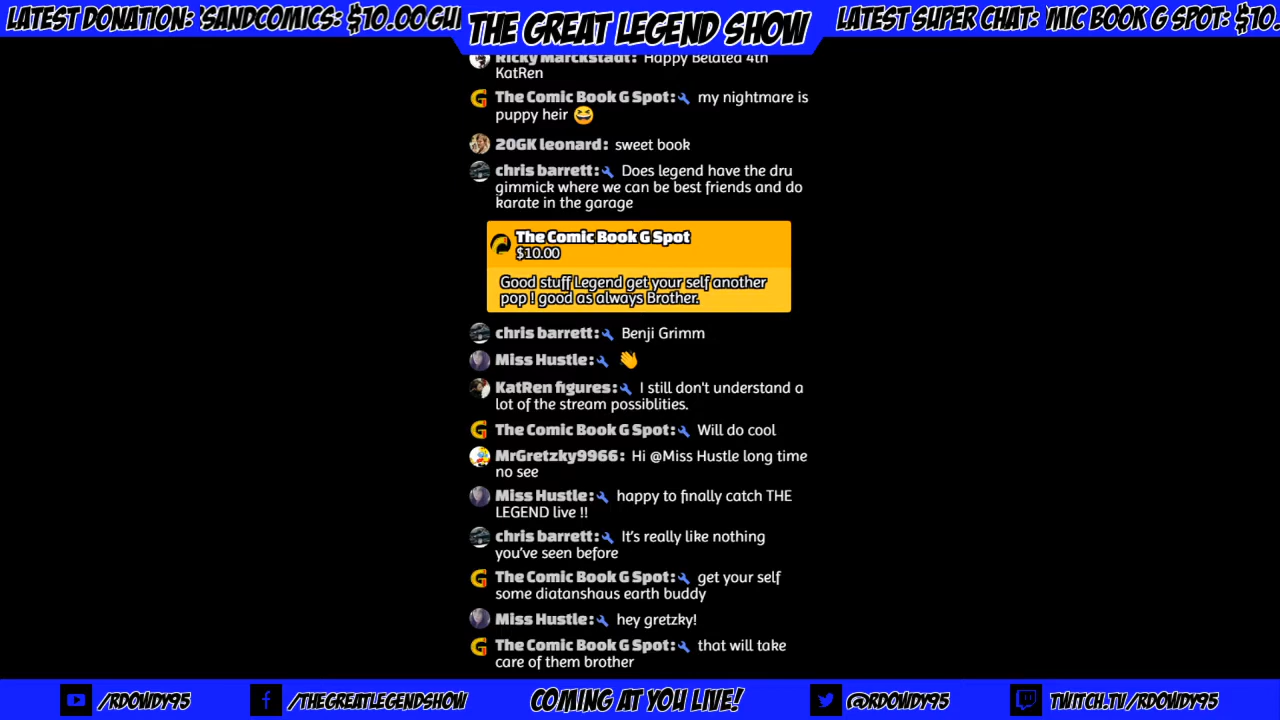 LATEST DONATION: SANDCOMICS: $10.00 GUI
THE GREAT LEGEND SHOW
LATEST SUPER CHAT: MIC BOOK G SPOT: $10.
Ricky Marckstadt: Happy Belated 4th
KatRen
The Comic Book G Spot: my nightmare is
puppy heir 😆
20GK leonard: sweet book
chris barrett: Does legend have the dru
gimmick where we can be best friends and do
karate in the garage
The Comic Book G Spot
$10.00
Good stuff Legend get your self another
pop ! good as always Brother.
chris barrett: Benji Grimm
Miss Hustle: 👋
KatRen figures: I still don't understand a
lot of the stream possiblities.
The Comic Book G Spot: Will do cool
MrGretzky9966: Hi @Miss Hustle long time
no see
Miss Hustle: happy to finally catch THE
LEGEND live !!
chris barrett: It's really like nothing
you've seen before
The Comic Book G Spot: get your self
some diatanshaus earth buddy
Miss Hustle: hey gretzky!
The Comic Book G Spot: that will take
care of them brother
/RDOWDY95
/THEGREATLEGENDSHOW
COMING AT YOU LIVE!
@RDOWDY95
TWITCH.TV/RDOWDY95